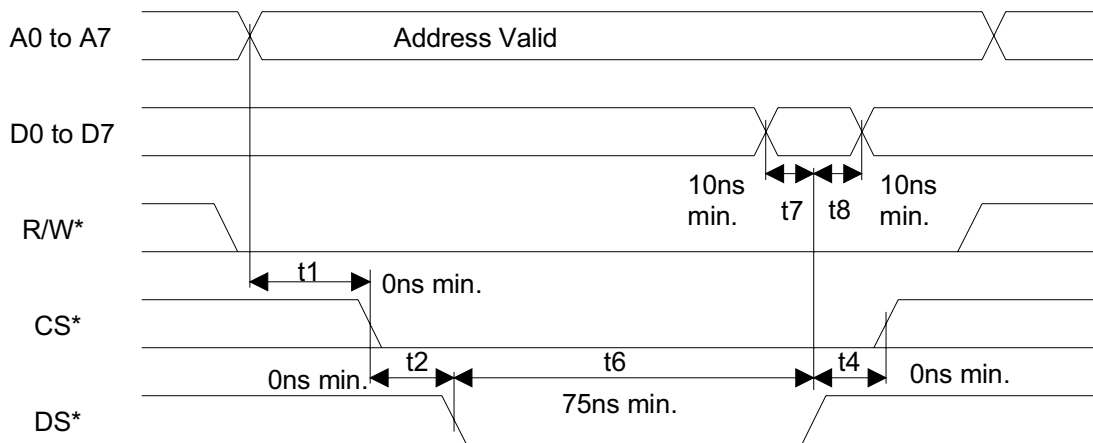 A0 to A7
Address Valid
D0 to D7
10ns
min.
t7
t8
10ns
min.
R/W*
t1
0ns min.
CS*
0ns min.
t2
t6
t4
0ns min.
75ns min.
DS*